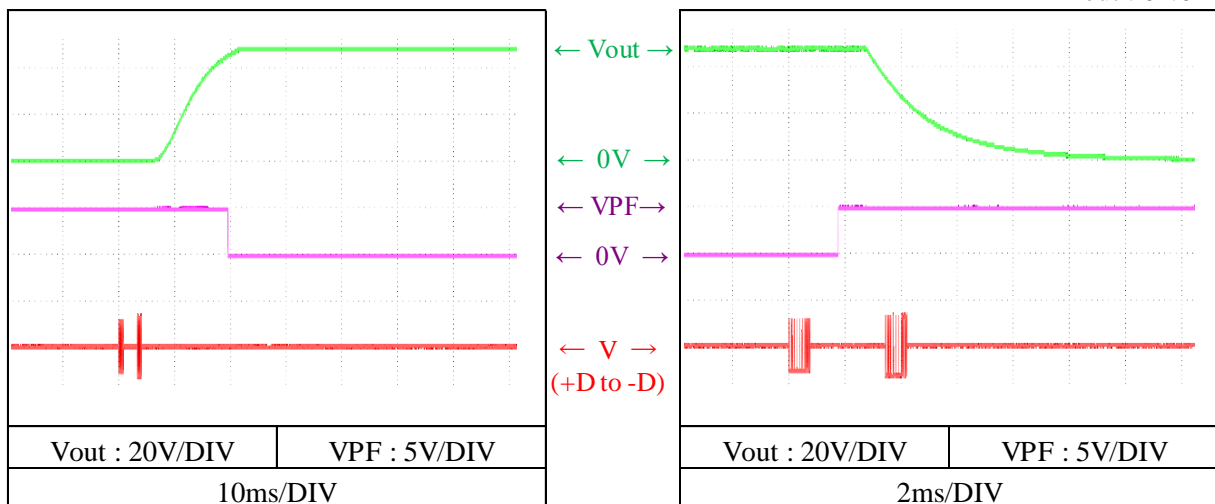 ← Vout →
← 0V →
← VPF→
← 0V →
← V →
(+D to -D)
Vout : 20V/DIV VPF : 5V/DIV
10ms/DIV
Vout : 20V/DIV VPF : 5V/DIV
2ms/DIV